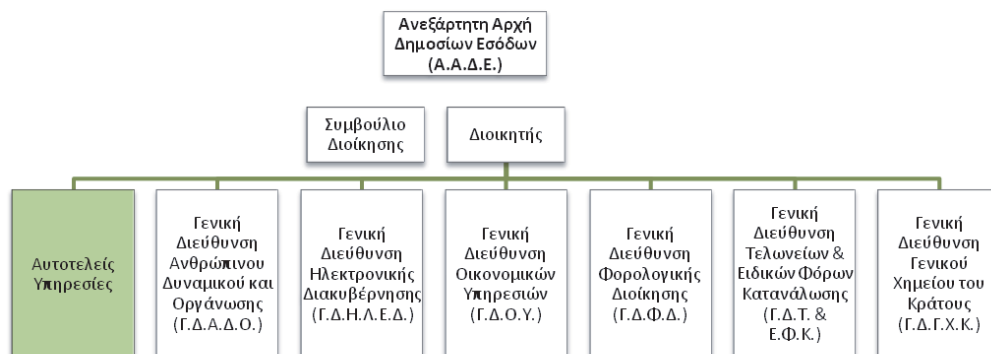 Ανεξάρτητη Αρχή
Δημοσίων Εσόδων
(Α.Α.Δ.Ε.)
Συμβούλιο
Διοίκησης
Διοικητής
Αυτοτελείς
Υπηρεσίες
Γενική
Διεύθυνση
Ανθρώπινου
Δυναμικού και
Οργάνωσης
(Γ.Δ.Α.Δ.Ο.)
Γενική
Διεύθυνση
Ηλεκτρονικής
Διακυβέρνησης
(Γ.Δ.Η.Λ.Ε.Δ.)
Γενική
Διεύθυνση
Οικονομικών
Υπηρεσιών
(Γ.Δ.Ο.Υ.)
Γενική
Διεύθυνση
Φορολογικής
Διοίκησης
(Γ.Δ.Φ.Δ.)
Γενική
Διεύθυνση
Τελωνείων &
Ειδικών Φόρων
Κατανάλωσης
(Γ.Δ.Τ. &
Ε.Φ.Κ.)
Γενική
Διεύθυνση
Γενικού
Χημείου του
Κράτους
(Γ.Δ.Γ.Χ.Κ.)